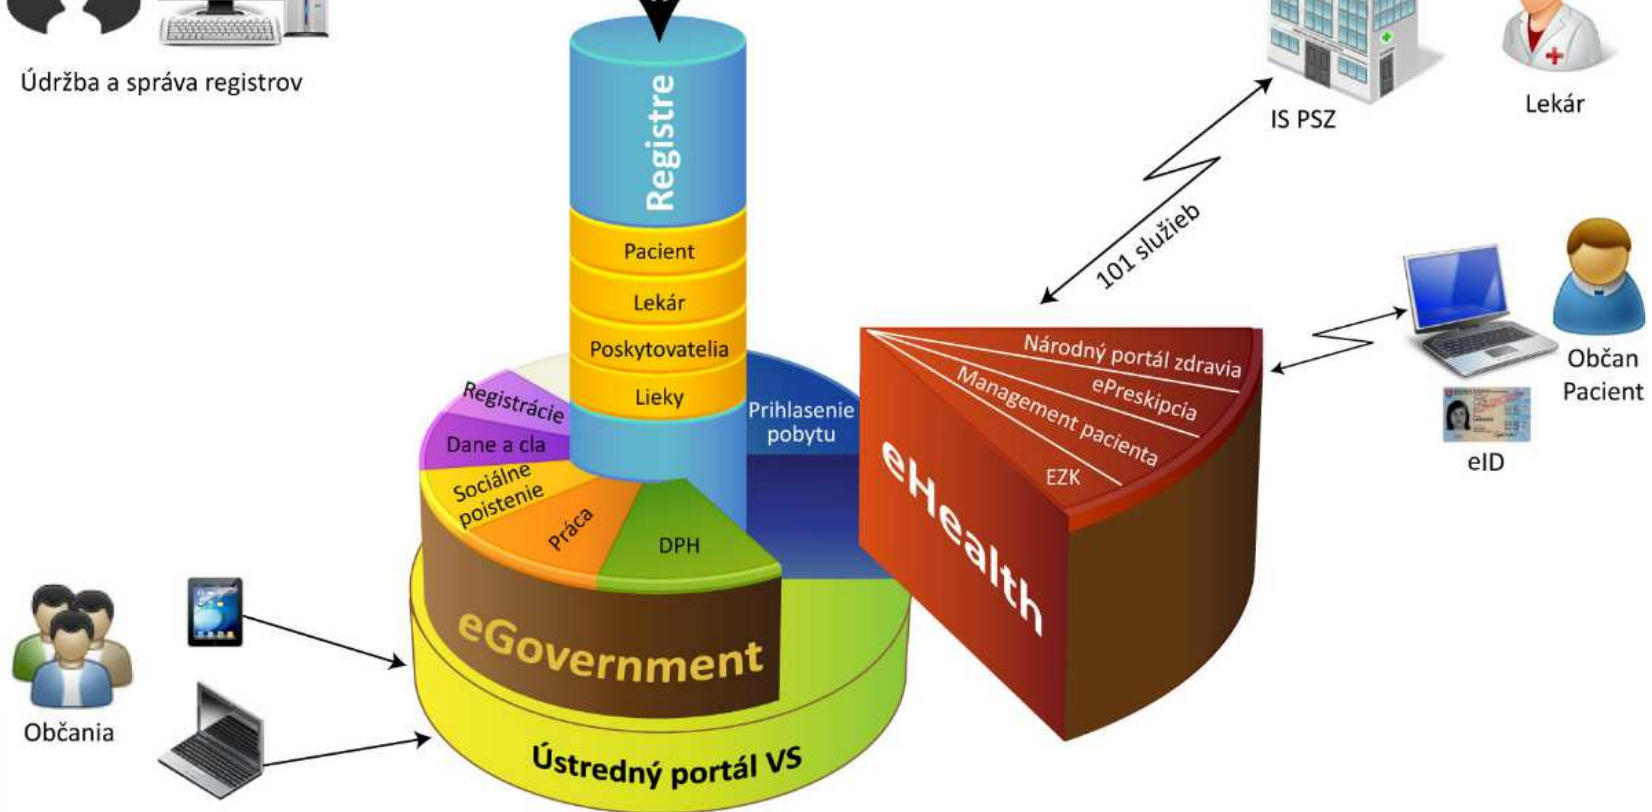 Údržba a správa registrov
Registre
Pacient
Lekár
Poskytovatelia
Lieky
Registrácie
Dane a cla
Sociálne
poistenie
Práca
DPH
Prihlasenie
pobytu
eGovernment
Ústredný portál VS
Občania
IS PSZ
Lekár
101 služieb
Národný portál zdravia
ePreskipcia
Management pacienta
EZK
eHealth
Občan
Pacient
eID